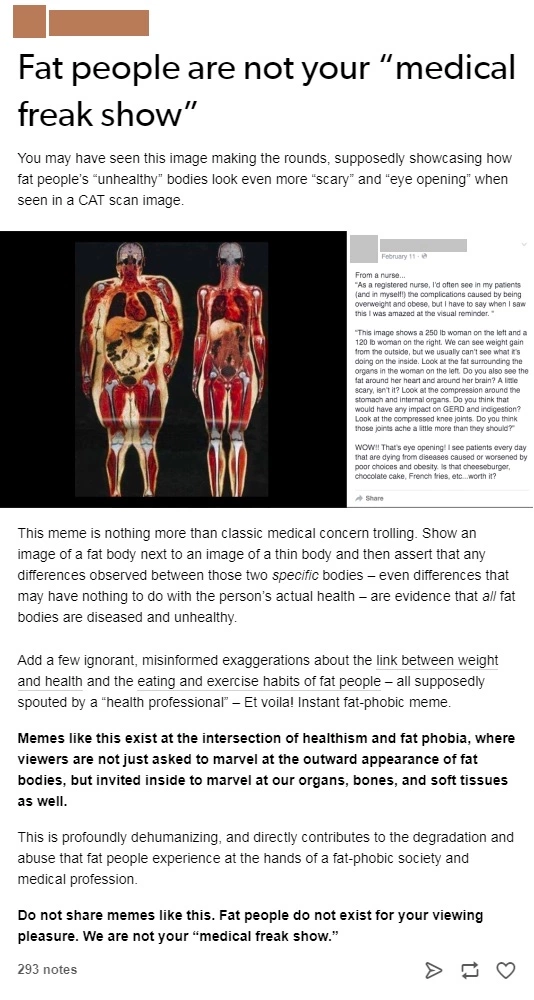 Fat people are not your “medical
freak show”
You may have seen this image making the rounds, supposedly showcasing how
fat people’s “unhealthy” bodies look even more “scary” and “eye opening” when
seen in a CAT scan image.
February 11 ·
From a nurse...
"As a registered nurse, I'd often see in my patients
(and in myself!!) the complications caused by being
overweight and obese, but I have to say when I saw
this I was amazed at the visual reminder. "
"This image shows a 250 lb woman on the left and a
120 lb woman on the right. We can see weight gain
from the outside, but we usually can't see what it's
doing on the inside. Look at the fat surrounding the
organs in the woman on the left. Do you also see the
fat around her heart and around her brain? A little
scary, isn't it? Look at the compression around the
stomach and internal organs. Do you think that
would have any impact on GERD and indigestion?
Look at the compressed knee joints. Do you think
those joints ache a little more than they should?"
WOW!! That's eye opening! I see patients every day
that are dying from diseases caused or worsened by
poor choices and obesity. Is that cheeseburger,
chocolate cake, French fries, etc...worth it?
Share
This meme is nothing more than classic medical concern trolling. Show an
image of a fat body next to an image of a thin body and then assert that any
differences observed between those two specific bodies – even differences that
may have nothing to do with the person’s actual health – are evidence that all fat
bodies are diseased and unhealthy.
Add a few ignorant, misinformed exaggerations about the link between weight
and health and the eating and exercise habits of fat people – all supposedly
spouted by a “health professional” – Et voila! Instant fat-phobic meme.
Memes like this exist at the intersection of healthism and fat phobia, where
viewers are not just asked to marvel at the outward appearance of fat
bodies, but invited inside to marvel at our organs, bones, and soft tissues
as well.
This is profoundly dehumanizing, and directly contributes to the degradation and
abuse that fat people experience at the hands of a fat-phobic society and
medical profession.
Do not share memes like this. Fat people do not exist for your viewing
pleasure. We are not your “medical freak show.”
293 notes